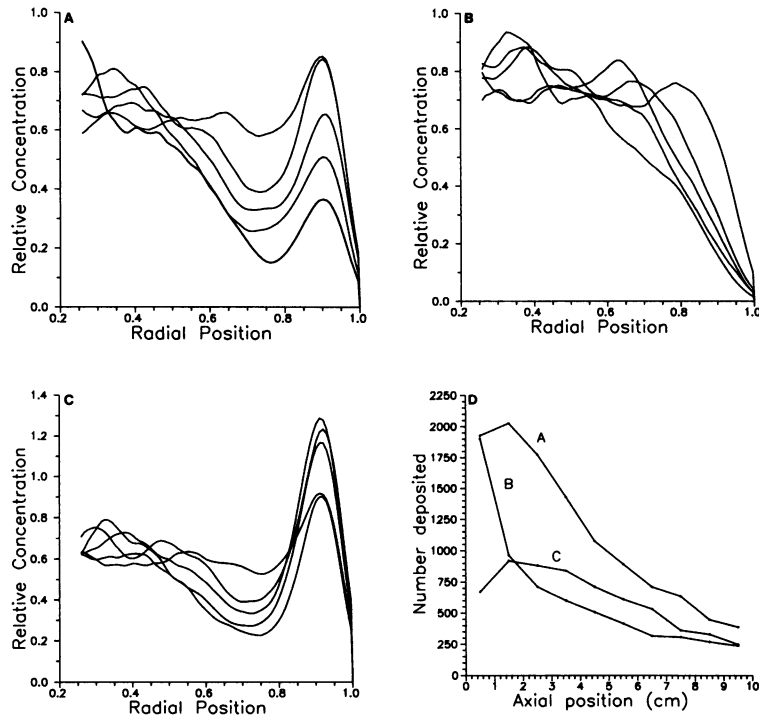 A
1.0
0.8
0.6
0.4
0.2
0.0
Relative Concentration
0.2 0.4 0.6 0.8 1.0
Radial Position
B
1.0
0.8
0.6
0.4
0.2
0.0
Relative Concentration
0.2 0.4 0.6 0.8 1.0
Radial Position
C
1.4
1.2
1.0
0.8
0.6
0.4
0.2
0.0
Relative Concentration
0.2 0.4 0.6 0.8 1.0
Radial Position
D
2250
2000
1750
1500
1250
1000
750
500
250
0
Number deposited
A
B
C
0 1 2 3 4 5 6 7 8 9 10
Axial position (cm)